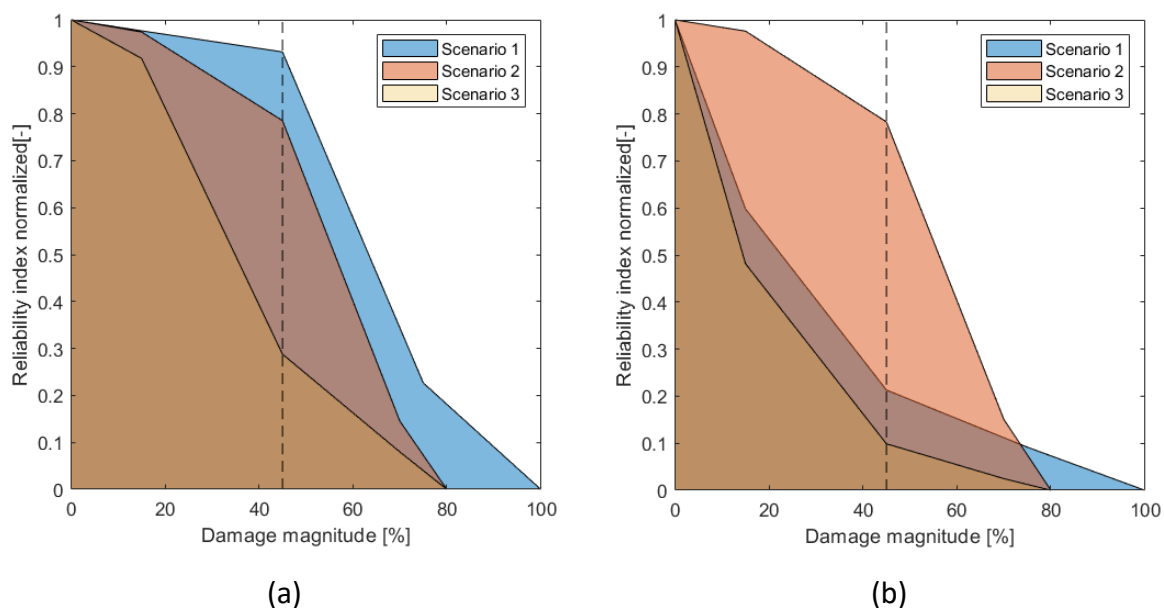 1
0.9
0.8
0.7
0.6
0.5
0.4
0.3
0.2
0.1
0
Reliability index normalized[-]
0 20 40 60 80 100
Damage magnitude [%]
Scenario 1
Scenario 2
Scenario 3
(a)
1
0.9
0.8
0.7
0.6
0.5
0.4
0.3
0.2
0.1
0
Reliability index normalized[-]
0 20 40 60 80 100
Damage magnitude [%]
Scenario 1
Scenario 2
Scenario 3
(b)